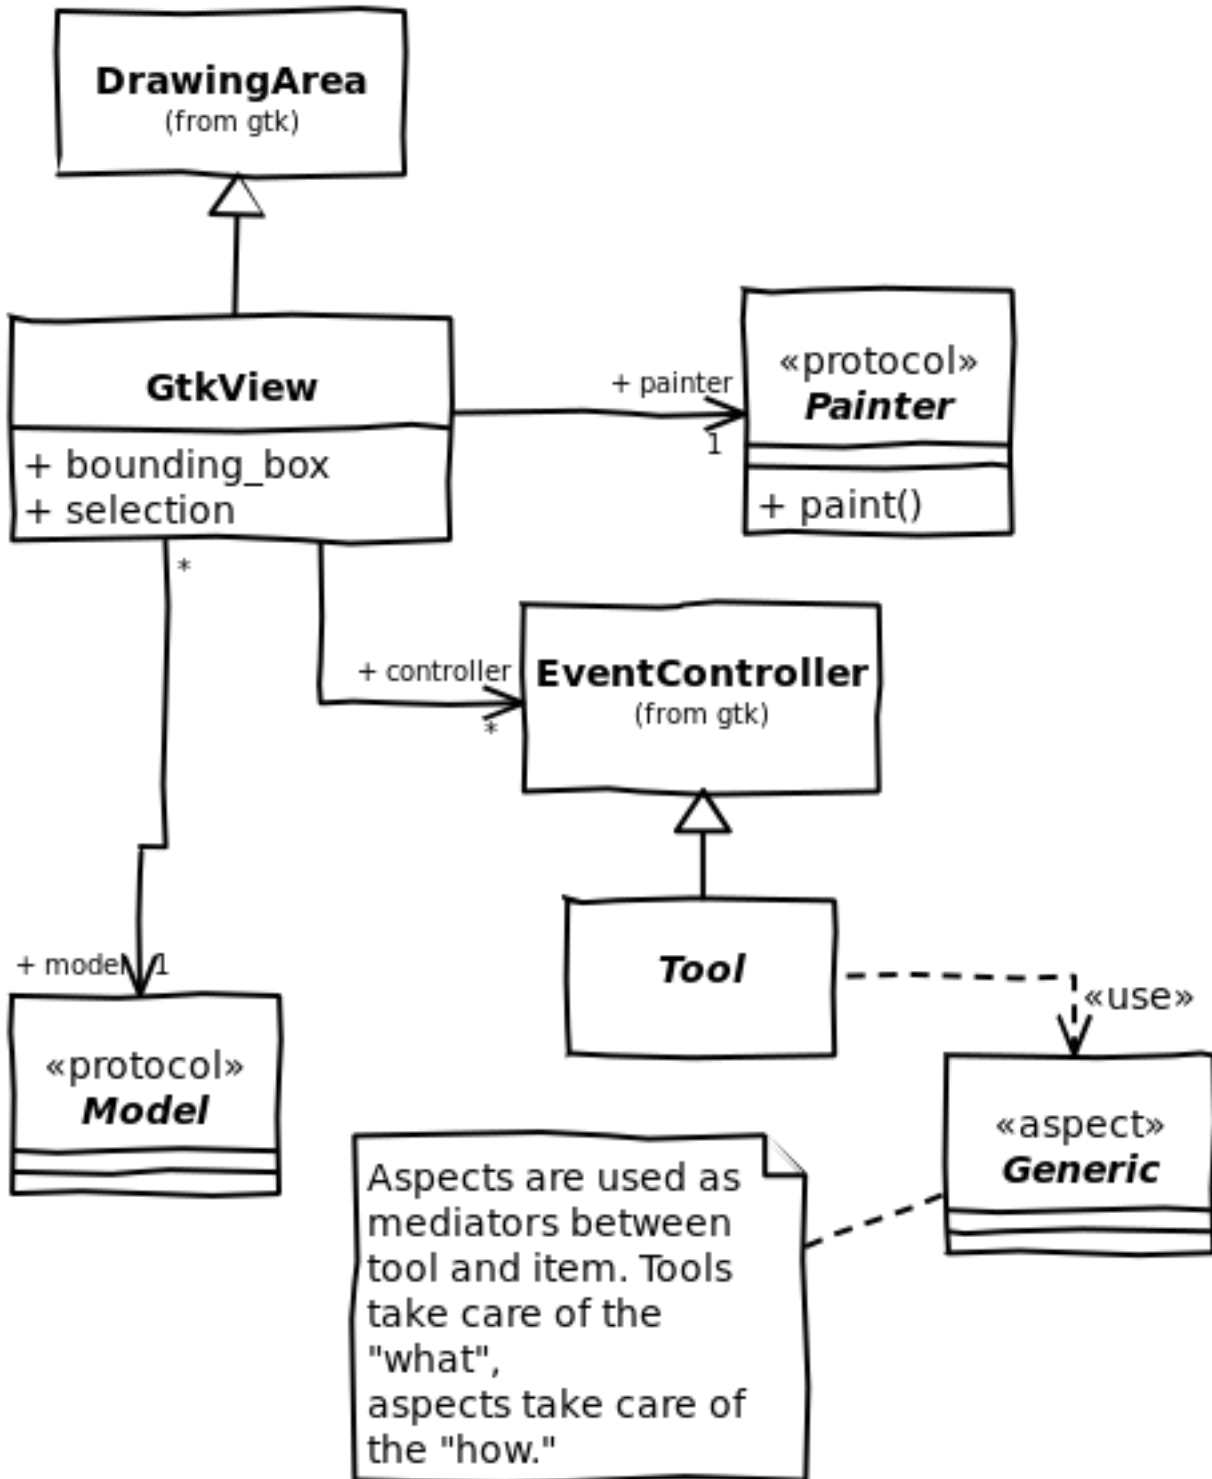 DrawingArea
(from gtk)
GtkView
+ bounding_box
+ selection
+ painter
1
«protocol»
Painter
+ paint()
*
+ controller
*
EventController
(from gtk)
Tool
+ model
1
«protocol»
Model
«use»
«aspect»
Generic
Aspects are used as
mediators between
tool and item. Tools
take care of the
"what",
aspects take care of
the "how."